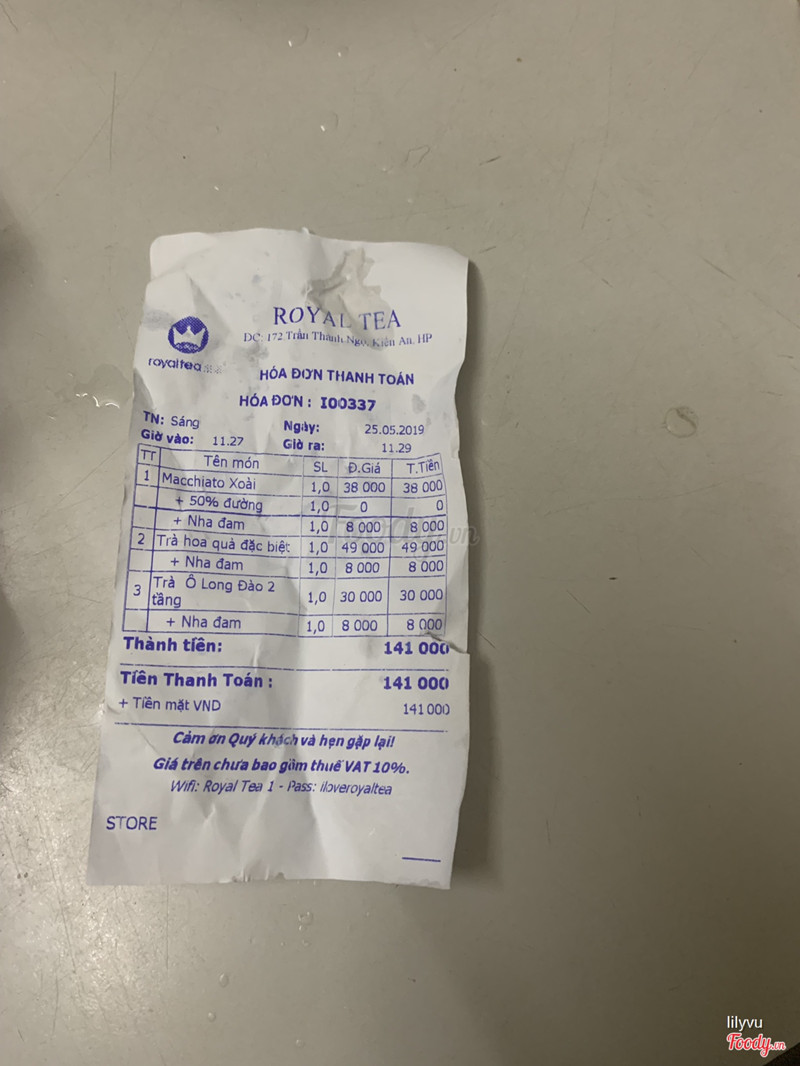 ROYAL TEA
ĐC: 172 Trần Thành Ngọ, Kiến An, HP
royaltea
HÓA ĐƠN THANH TOÁN
HÓA ĐƠN : I00337
TN: Sáng Ngày: 25.05.2019
Giờ vào: 11.27 Giờ ra: 11.29
TT Tên món SL Đ.Giá T.Tiền
1 Macchiato Xoài 1,0 38 000 38 000
+ 50% đường 1,0 0 0
+ Nha đam 1,0 8 000 8 000
2 Trà hoa quả đặc biệt 1,0 49 000 49 000
+ Nha đam 1,0 8 000 8 000
3 Trà Ô Long Đào 2 tầng 1,0 30 000 30 000
+ Nha đam 1,0 8 000 8 000
Thành tiền: 141 000
Tiền Thanh Toán : 141 000
+ Tiền mặt VND 141 000
Cảm ơn Quý khách và hẹn gặp lại!
Giá trên chưa bao gồm thuế VAT 10%.
Wifi: Royal Tea 1 - Pass: iloveroyaltea
STORE
Foody.vn
lilyvu
Foody.vn